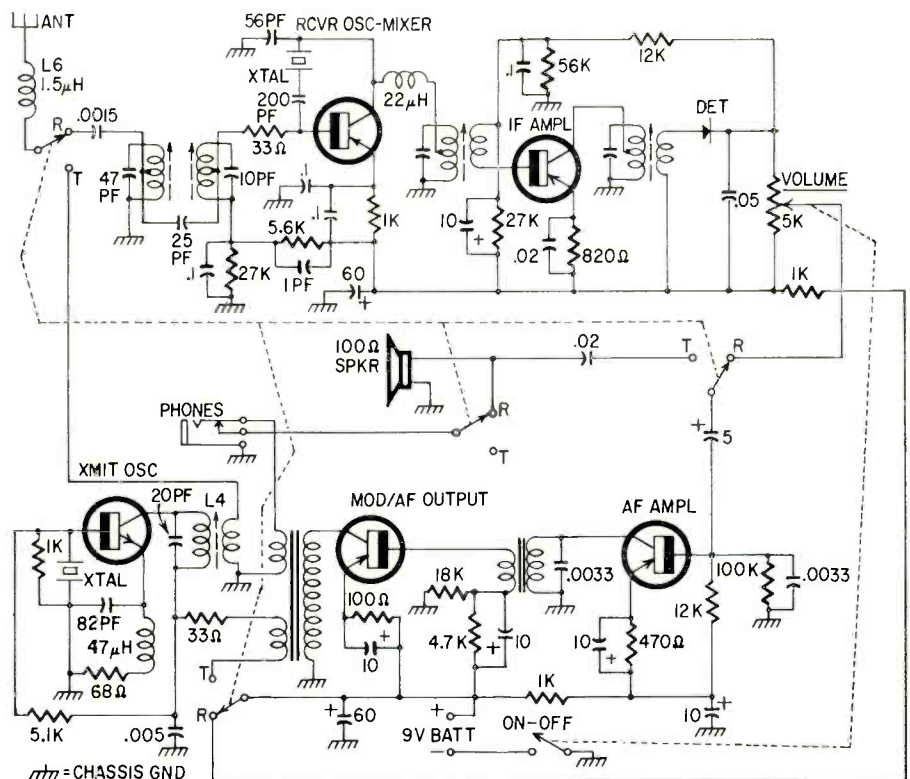 ANT
L6
1.5µH
R
T
.0015
47
PF
25
PF
10PF
.1
27K
56PF
RCVR OSC-MIXER
XTAL
200
PF
33Ω
22µH
.1
.1
5.6K
1PF
1K
60
+
.1
56K
12K
IF AMPL
10
+
27K
.02
820Ω
DET
.05
VOLUME
5K
1K
100Ω
SPKR
.02
T
R
R
T
+
5
PHONES
XMIT OSC
20PF
L4
1K
XTAL
82PF
47µH
68Ω
5.1K
.005
33Ω
T
R
MOD/AF OUTPUT
100Ω
+
10
18K
4.7K
10
+
.0033
AF AMPL
100K
.0033
12K
10
+
470Ω
1K
10
+
+
60
+
9V BATT
-
ON-OFF
=CHASSIS GND